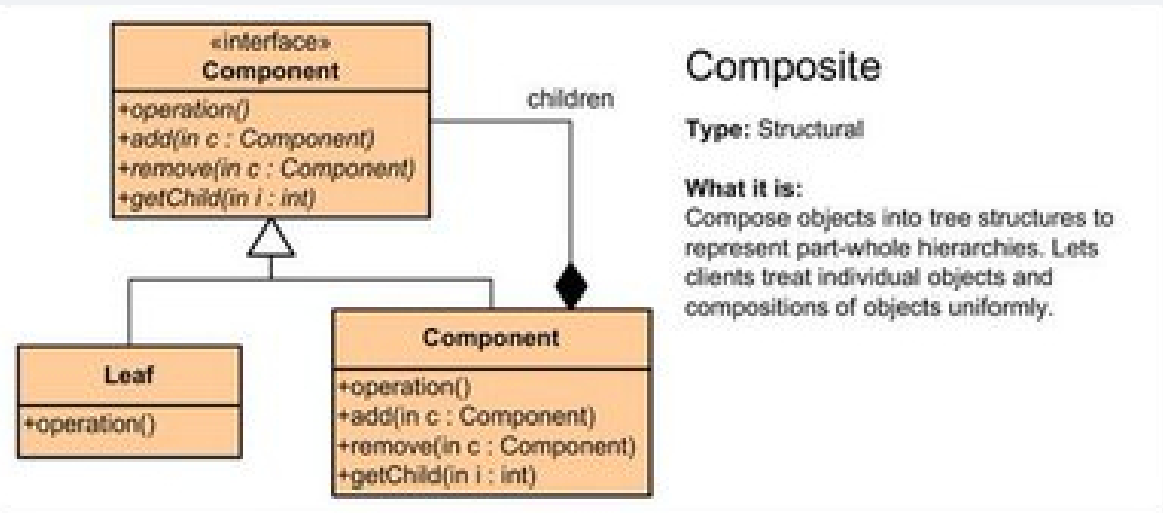 «interface»
Component
+operation()
+add(in c : Component)
+remove(in c : Component)
+getChild(in i : int)
children
Leaf
+operation()
Component
+operation()
+add(in c : Component)
+remove(in c : Component)
+getChild(in i : int)
Composite
Type: Structural
What it is:
Compose objects into tree structures to
represent part-whole hierarchies. Lets
clients treat individual objects and
compositions of objects uniformly.